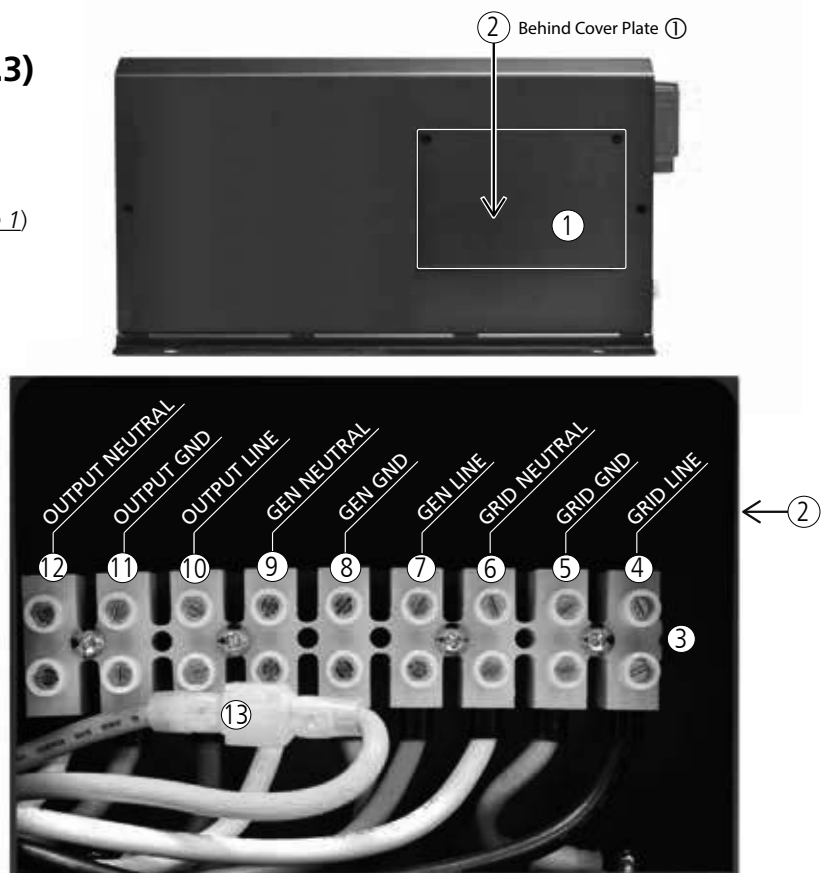 ② Behind Cover Plate ①
.3)
1)
①
OUTPUT NEUTRAL
OUTPUT GND
OUTPUT LINE
GEN NEUTRAL
GEN GND
GEN LINE
GRID NEUTRAL
GRID GND
GRID LINE
②
⑫ ⑪ ⑩ ⑨ ⑧ ⑦ ⑥ ⑤ ④
③
⑬